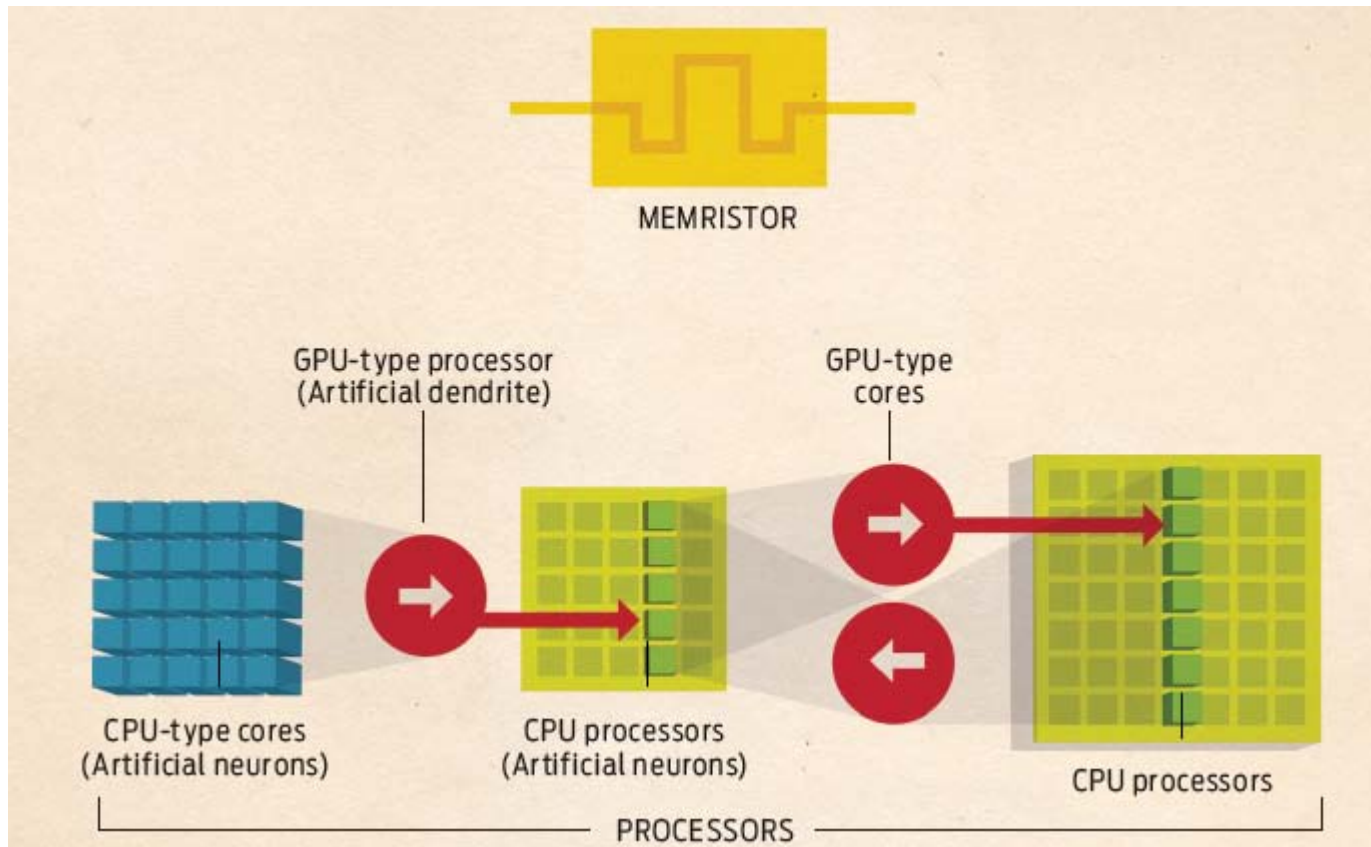 MEMRISTOR
GPU-type processor
(Artificial dendrite)
GPU-type
cores
CPU-type cores
(Artificial neurons)
CPU processors
(Artificial neurons)
CPU processors
PROCESSORS